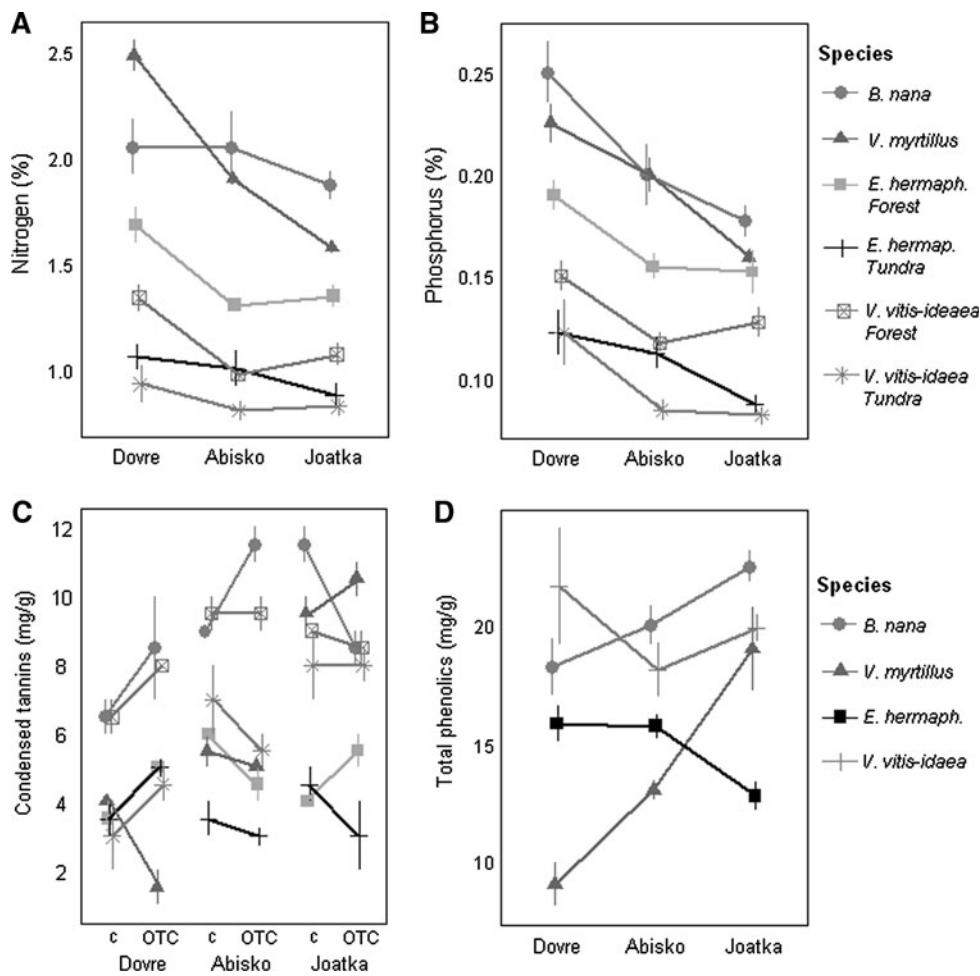 A
Nitrogen (%)
2.5
2.0
1.5
1.0
Dovre Abisko Joatka
B
Phosphorus (%)
0.25
0.20
0.15
0.10
Dovre Abisko Joatka
Species
B. nana
V. myrtillus
E. hermaph.
Forest
E. hermap.
Tundra
V. vitis-ideaea
Forest
V. vitis-idaea
Tundra
C
Condensed tannins (mg/g)
12
10
8
6
4
2
c OTC c OTC c OTC
Dovre Abisko Joatka
D
Total phenolics (mg/g)
20
15
10
Dovre Abisko Joatka
Species
B. nana
V. myrtillus
E. hermaph.
V. vitis-idaea